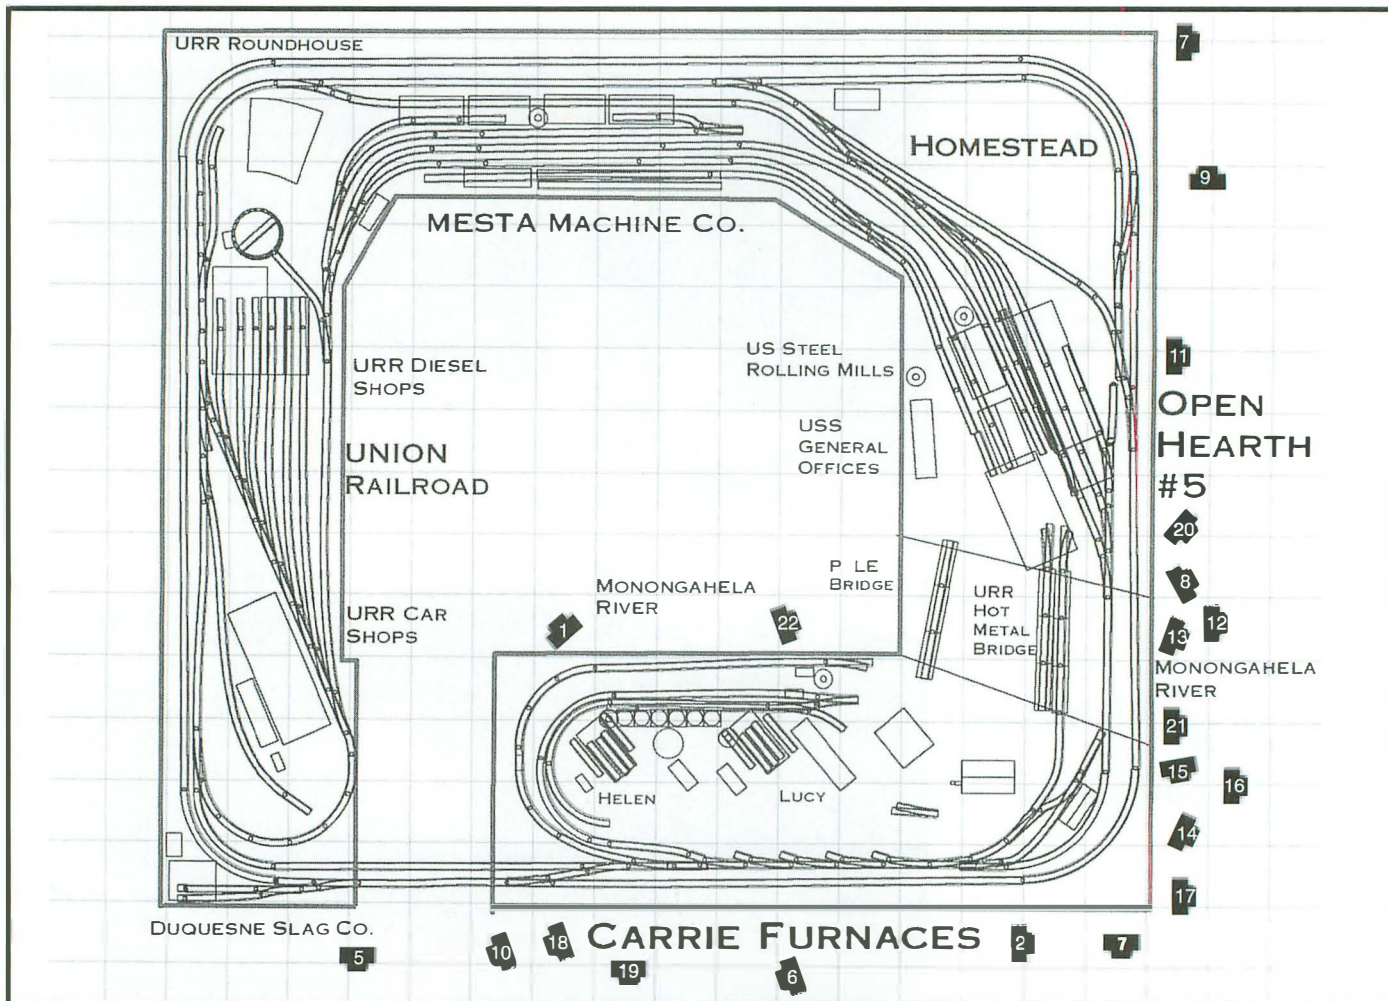 URR ROUNDHOUSE
7
HOMESTEAD
9
MESTA MACHINE CO.
US STEEL
ROLLING MILLS
11
URR DIESEL
SHOPS
OPEN
HEARTH
#5
USS
GENERAL
OFFICES
UNION
RAILROAD
20
P LE
BRIDGE
8
MONONGAHELA
RIVER
URR
HOT
METAL
BRIDGE
URR CAR
SHOPS
1
22
13
12
MONONGAHELA
RIVER
21
15
16
HELEN
LUCY
14
17
DUQUESNE SLAG CO.
CARRIE FURNACES
5
10
18
19
6
2
7